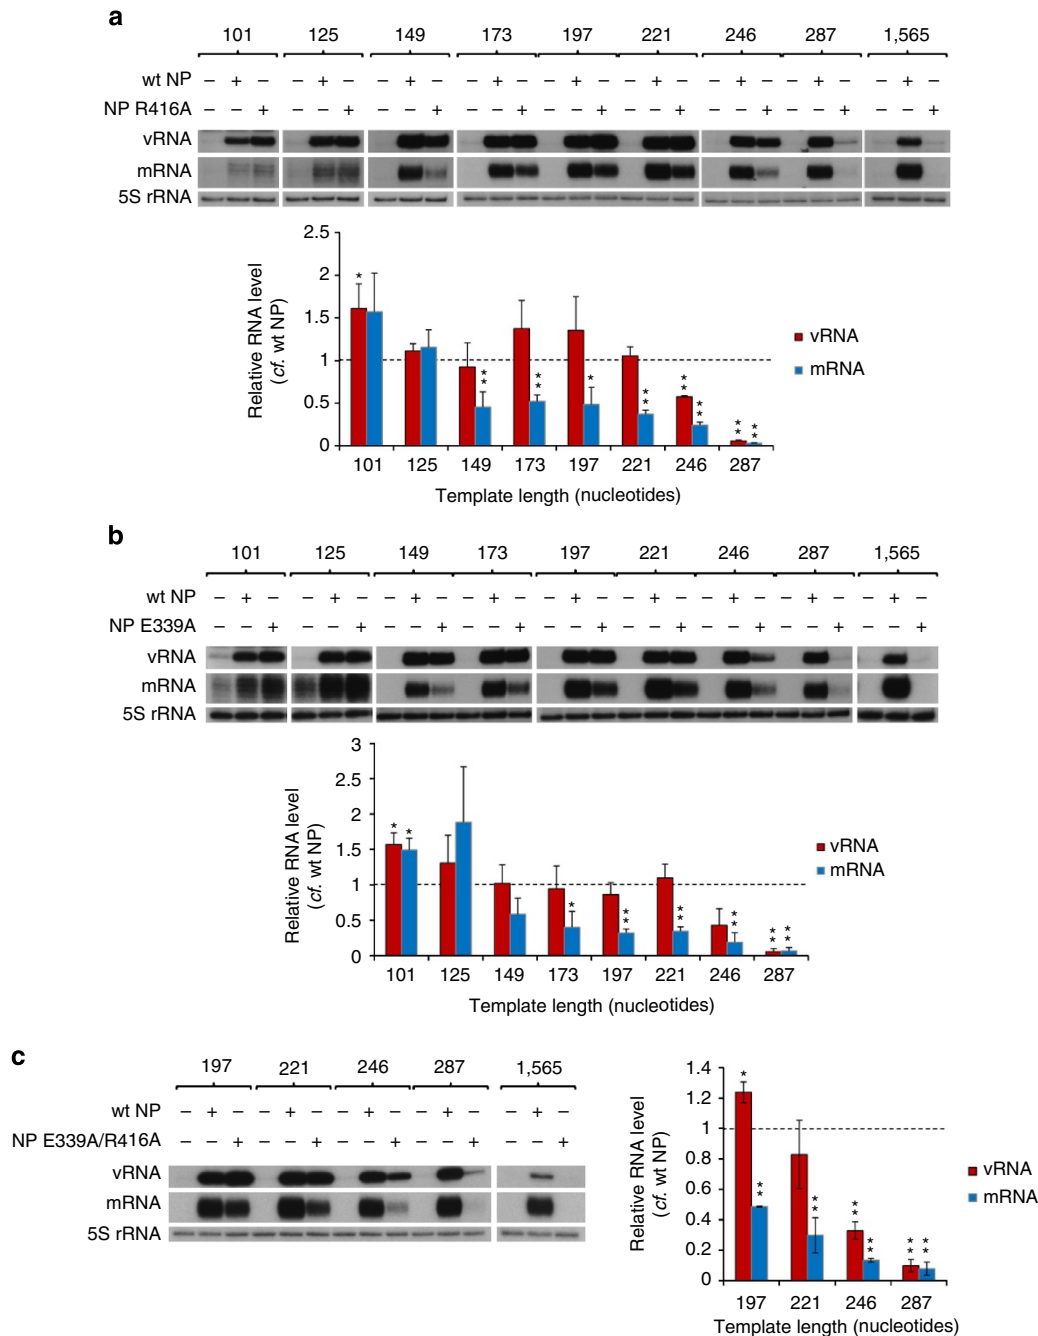 a
101 125 149 173 197 221 246 287 1,565
wt NP – + – – + – – + – – + – – + – – + – – + – – + – – + –
NP R416A – – + – – + – – + – – + – – + – – + – – + – – + – – +
vRNA
mRNA
5S rRNA
2.5
2
1.5
1
0.5
0
Relative RNA level
(cf. wt NP)
* ** ** * ** ** ** ** **
vRNA
mRNA
101 125 149 173 197 221 246 287
Template length (nucleotides)
b
101 125 149 173 197 221 246 287 1,565
wt NP – + – – + – – + – – + – – + – – + – – + – – + – – + –
NP E339A – – + – – + – – + – – + – – + – – + – – + – – + – – +
vRNA
mRNA
5S rRNA
3
2.5
2
1.5
1
0.5
0
Relative RNA level
(cf. wt NP)
* * * ** ** ** ** **
vRNA
mRNA
101 125 149 173 197 221 246 287
Template length (nucleotides)
c
197 221 246 287 1,565
wt NP – + – – + – – + – – + – – + –
NP E339A/R416A – – + – – + – – + – – + – – +
vRNA
mRNA
5S rRNA
1.4
1.2
1
0.8
0.6
0.4
0.2
0
Relative RNA level
(cf. wt NP)
* ** ** ** ** ** **
vRNA
mRNA
197 221 246 287
Template length (nucleotides)